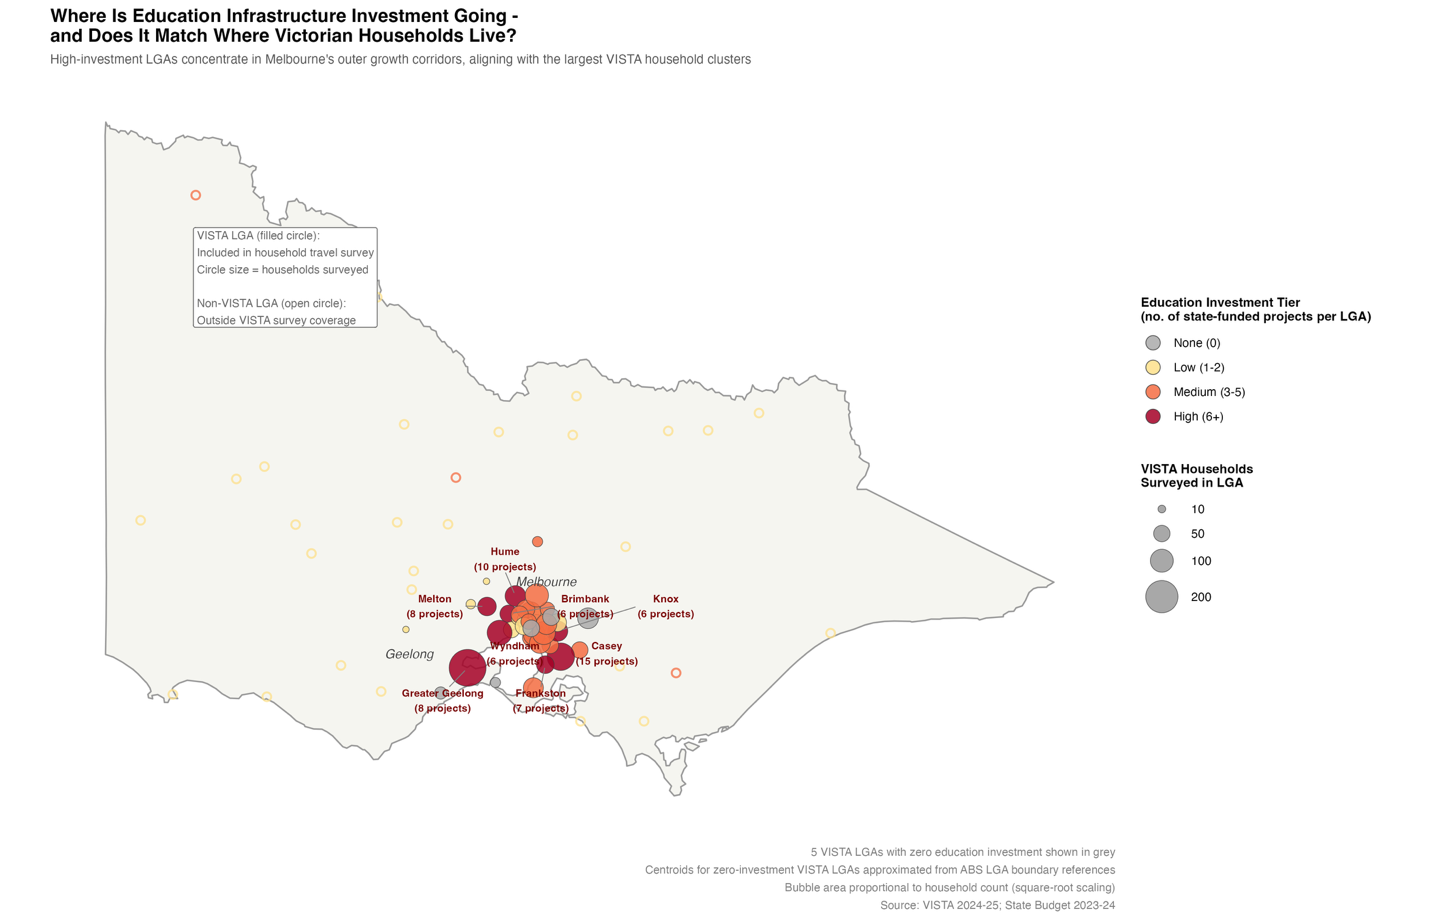 Where Is Education Infrastructure Investment Going -
and Does It Match Where Victorian Households Live?
High-investment LGAs concentrate in Melbourne's outer growth corridors, aligning with the largest VISTA household clusters
VISTA LGA (filled circle):
Included in household travel survey
Circle size = households surveyed
Non-VISTA LGA (open circle):
Outside VISTA survey coverage
Hume
(10 projects)
Melbourne
Melton
(8 projects)
Brimbank
(6 projects)
Knox
(6 projects)
Geelong
Wyndham
(6 projects)
Casey
(15 projects)
Greater Geelong
(8 projects)
Frankston
(7 projects)
Education Investment Tier
(no. of state-funded projects per LGA)
None (0)
Low (1-2)
Medium (3-5)
High (6+)
VISTA Households
Surveyed in LGA
10
50
100
200
5 VISTA LGAs with zero education investment shown in grey
Centroids for zero-investment VISTA LGAs approximated from ABS LGA boundary references
Bubble area proportional to household count (square-root scaling)
Source: VISTA 2024-25; State Budget 2023-24